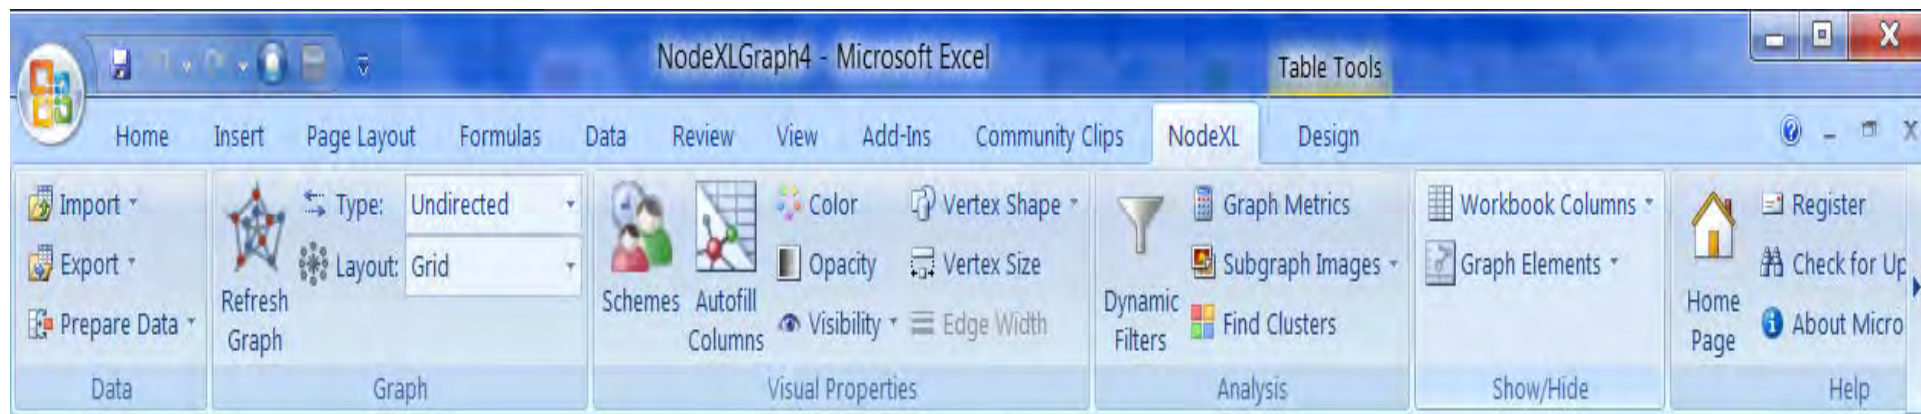 NodeXLGraph4 - Microsoft Excel
Table Tools
Home Insert Page Layout Formulas Data Review View Add-Ins Community Clips NodeXL Design
Import
Export
Prepare Data
Data
Refresh
Graph
Type: Undirected
Layout: Grid
Graph
Schemes
Autofill
Columns
Color
Opacity
Visibility
Vertex Shape
Vertex Size
Edge Width
Visual Properties
Dynamic
Filters
Graph Metrics
Subgraph Images
Find Clusters
Analysis
Workbook Columns
Graph Elements
Show/Hide
Home
Page
Register
Check for Up
About Micro
Help